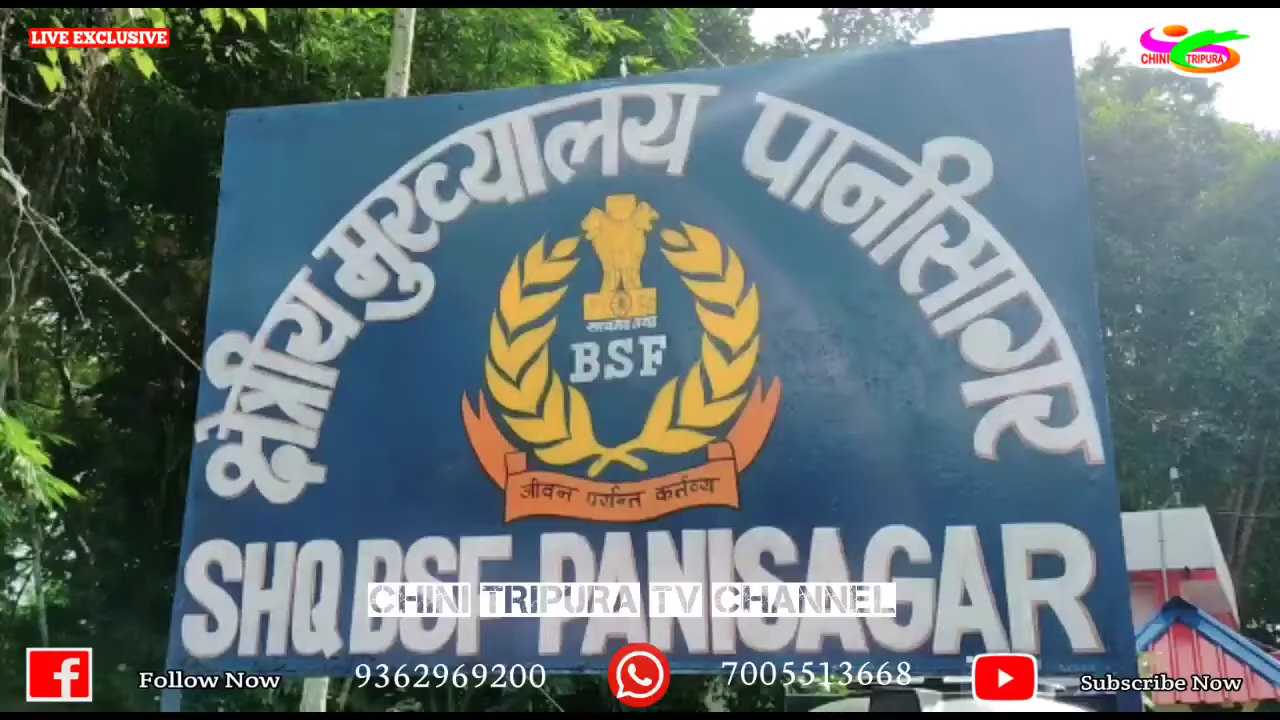 LIVE EXCLUSIVE
CHINI TRIPURA
क्षेत्रीय मुख्यालय पानीसागर
सत्यमेव जयते
BSF
जीवन पर्यन्त कर्तव्य
SHQ BSF PANISAGAR
CHINI TRIPURA TV CHANNEL
Follow Now
9362969200
7005513668
Subscribe Now